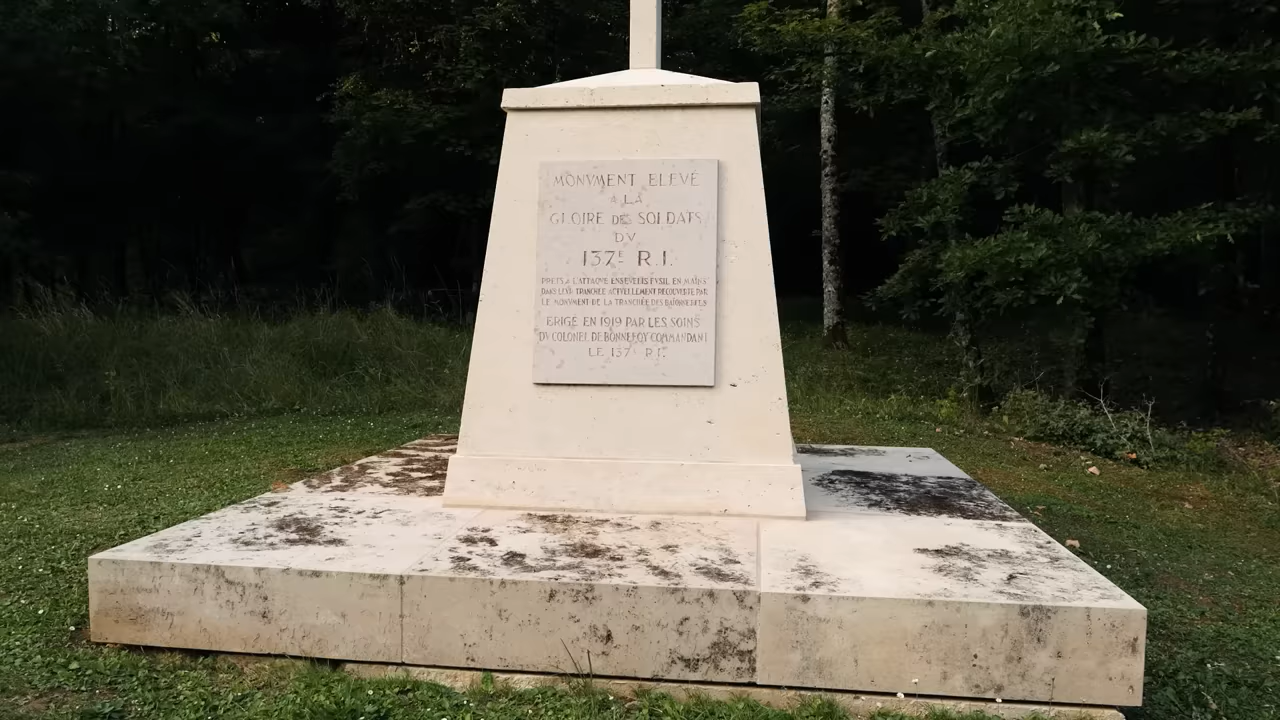 MONVMENT ELEVÉ
A LA
GLOIRE DES SOLDATS
DV
137E R.I.
PRETS A L'ATTAQVE ENSEVELIS FVSIL EN MAINS
DANS LEVR TRANCHEE ACTVELLEMENT RECOVVERTE PAR
LE MONVMENT DE LA TRANCHÉE DES BAÏONNETTES
ERIGÉ EN 1919 PAR LES SOINS
DV COLONEL DE BONNEFOY COMMANDANT
LE 137E R.I.